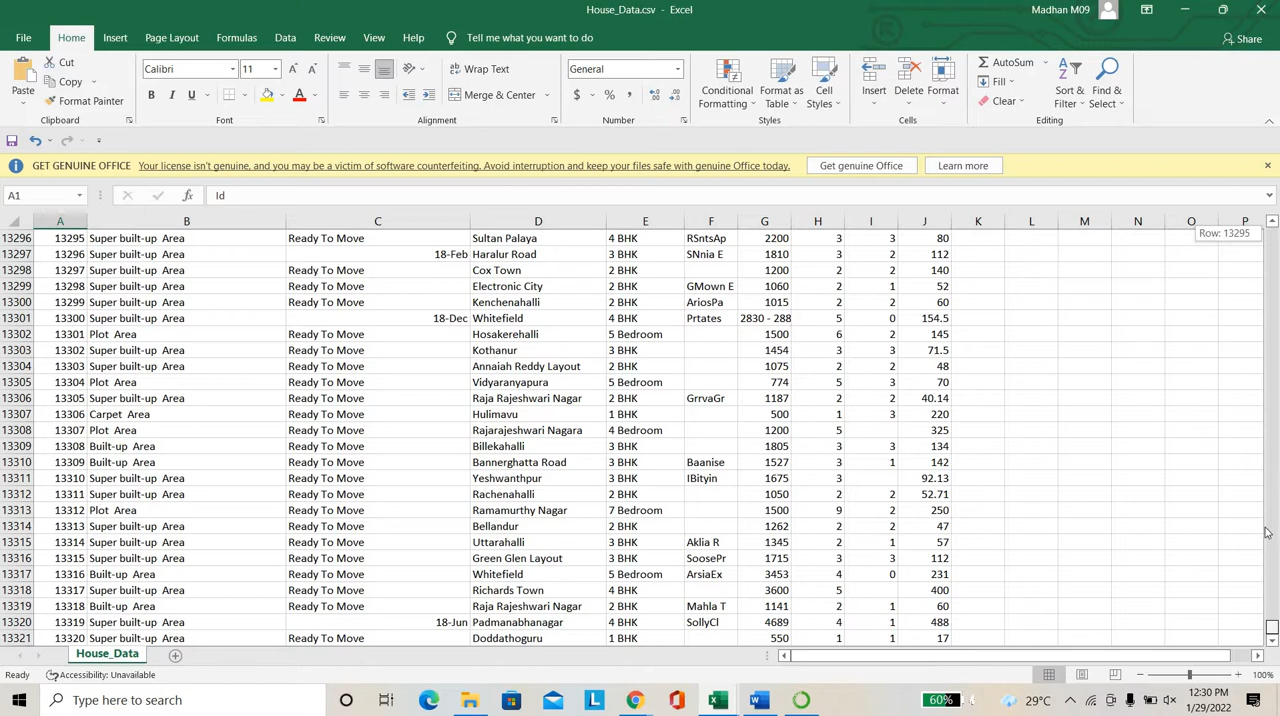 House_Data.csv - Excel
Madhan M09
File Home Insert Page Layout Formulas Data Review View Help Tell me what you want to do Share
Paste Cut Copy Format Painter Clipboard
Calibri 11 A A B I U A Font
Wrap Text Merge & Center Alignment
General $ % , Number
Conditional Formatting Format as Table Cell Styles Styles
Insert Delete Format Cells
AutoSum Fill Clear Sort & Filter Find & Select Editing
GET GENUINE OFFICE Your license isn't genuine, and you may be a victim of software counterfeiting. Avoid interruption and keep your files safe with genuine Office today. Get genuine Office Learn more
A1 fx Id
A B C D E F G H I J K L M N O P
Row: 13295
13296 13295 Super built-up Area Ready To Move Sultan Palaya 4 BHK RSntsAp 2200 3 3 80
13297 13296 Super built-up Area 18-Feb Haralur Road 3 BHK SNnia E 1810 3 2 112
13298 13297 Super built-up Area Ready To Move Cox Town 2 BHK 1200 2 2 140
13299 13298 Super built-up Area Ready To Move Electronic City 2 BHK GMown E 1060 2 1 52
13300 13299 Super built-up Area Ready To Move Kenchenahalli 2 BHK AriosPa 1015 2 2 60
13301 13300 Super built-up Area 18-Dec Whitefield 4 BHK Prtates 2830 - 288 5 0 154.5
13302 13301 Plot Area Ready To Move Hosakerehalli 5 Bedroom 1500 6 2 145
13303 13302 Super built-up Area Ready To Move Kothanur 3 BHK 1454 3 3 71.5
13304 13303 Super built-up Area Ready To Move Annaiah Reddy Layout 2 BHK 1075 2 2 48
13305 13304 Plot Area Ready To Move Vidyaranyapura 5 Bedroom 774 5 3 70
13306 13305 Super built-up Area Ready To Move Raja Rajeshwari Nagar 2 BHK GrrvaGr 1187 2 2 40.14
13307 13306 Carpet Area Ready To Move Hulimavu 1 BHK 500 1 3 220
13308 13307 Plot Area Ready To Move Rajarajeshwari Nagara 4 Bedroom 1200 5 325
13309 13308 Built-up Area Ready To Move Billekahalli 3 BHK 1805 3 3 134
13310 13309 Built-up Area Ready To Move Bannerghatta Road 3 BHK Baanise 1527 3 1 142
13311 13310 Super built-up Area Ready To Move Yeshwanthpur 3 BHK IBityin 1675 3 92.13
13312 13311 Super built-up Area Ready To Move Rachenahalli 2 BHK 1050 2 2 52.71
13313 13312 Plot Area Ready To Move Ramamurthy Nagar 7 Bedroom 1500 9 2 250
13314 13313 Super built-up Area Ready To Move Bellandur 2 BHK 1262 2 2 47
13315 13314 Super built-up Area Ready To Move Uttarahalli 3 BHK Aklia R 1345 2 1 57
13316 13315 Super built-up Area Ready To Move Green Glen Layout 3 BHK SoosePr 1715 3 3 112
13317 13316 Built-up Area Ready To Move Whitefield 5 Bedroom ArsiaEx 3453 4 0 231
13318 13317 Super built-up Area Ready To Move Richards Town 4 BHK 3600 5 400
13319 13318 Built-up Area Ready To Move Raja Rajeshwari Nagar 2 BHK Mahla T 1141 2 1 60
13320 13319 Super built-up Area 18-Jun Padmanabhanagar 4 BHK SollyCl 4689 4 1 488
13321 13320 Super built-up Area Ready To Move Doddathoguru 1 BHK 550 1 1 17
House_Data
Ready Accessibility: Unavailable 100%
Type here to search 60% 29°C 12:30 PM
1/29/2022